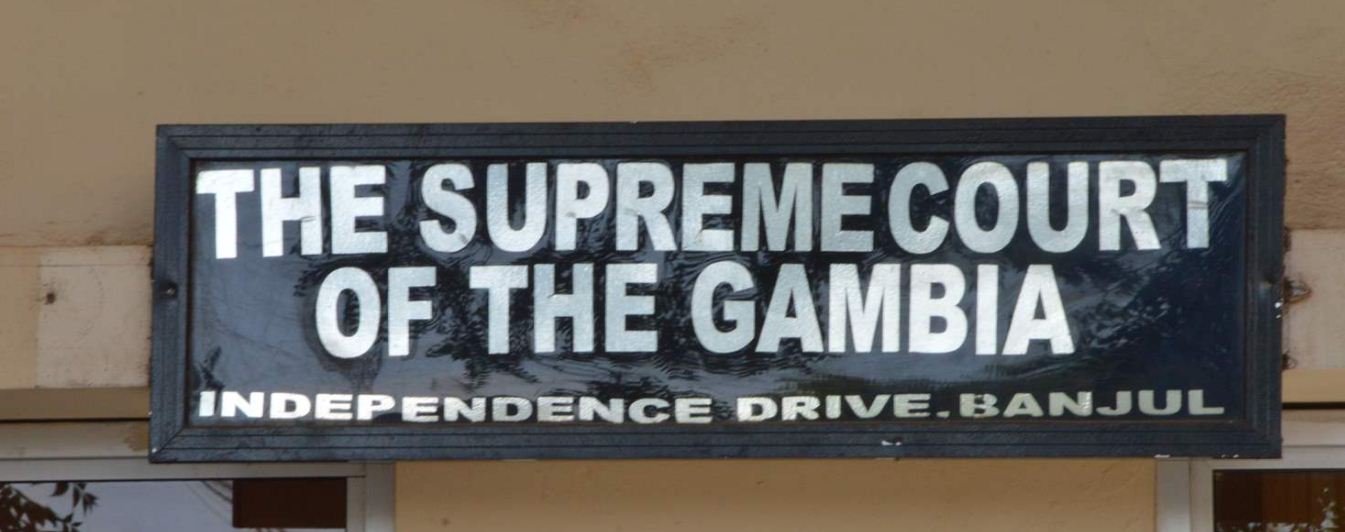 THE SUPREME COURT
OF THE GAMBIA
INDEPENDENCE DRIVE. BANJUL